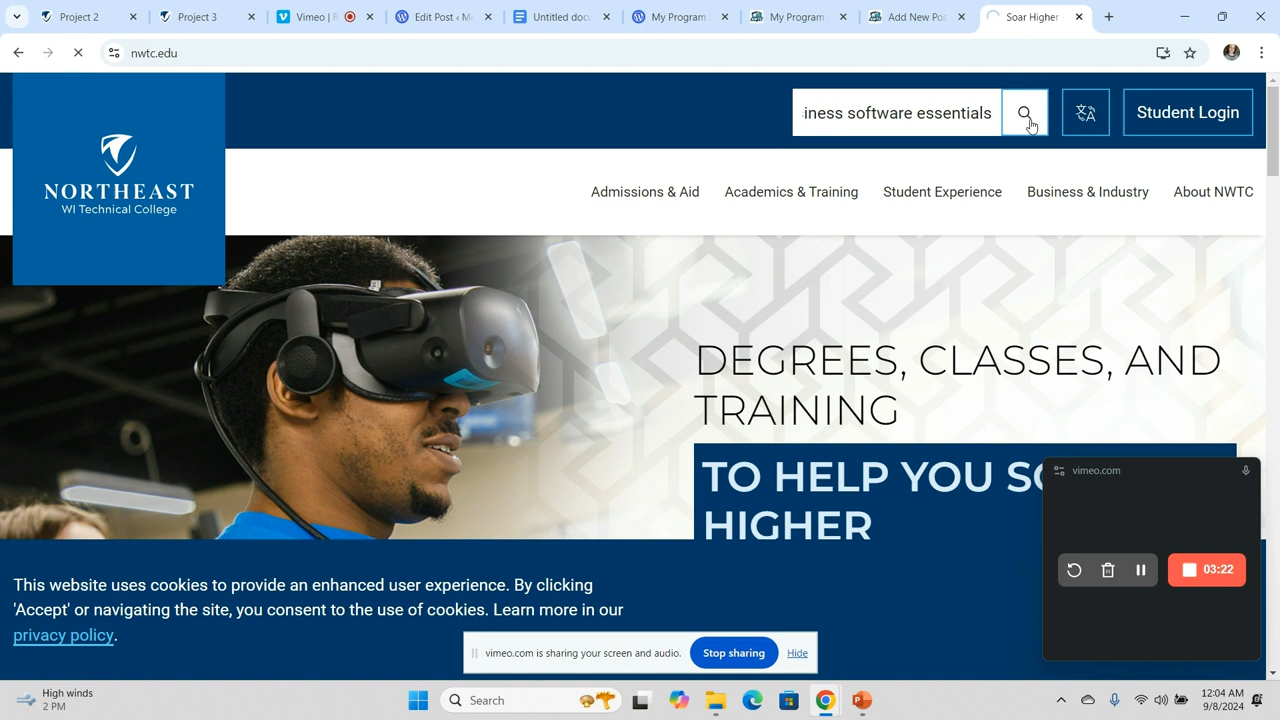 Project 2
Project 3
Vimeo | R
Edit Post ‹ M
Untitled docu
My Program
My Program
Add New Pos
Soar Higher
nwtc.edu
iness software essentials
Student Login
NORTHEAST
WI Technical College
Admissions & Aid
Academics & Training
Student Experience
Business & Industry
About NWTC
DEGREES, CLASSES, AND
TRAINING
TO HELP YOU SO
HIGHER
vimeo.com
03:22
This website uses cookies to provide an enhanced user experience. By clicking
'Accept' or navigating the site, you consent to the use of cookies. Learn more in our
privacy policy.
vimeo.com is sharing your screen and audio.
Stop sharing
Hide
High winds
2 PM
Search
12:04 AM
9/8/2024